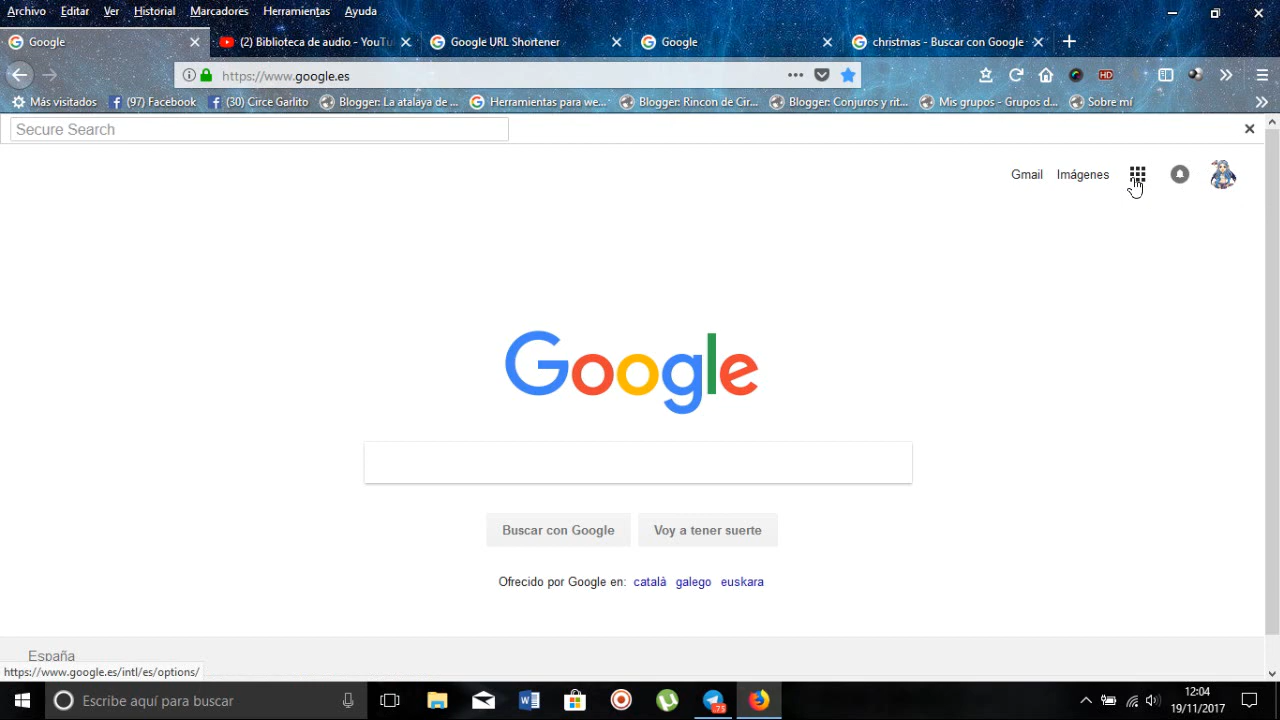 Archivo Editar Ver Historial Marcadores Herramientas Ayuda
Google (2) Biblioteca de audio - YouTu Google URL Shortener Google christmas - Buscar con Google
https://www.google.es HD
Más visitados (97) Facebook (30) Circe Garlito Blogger: La atalaya de ... Herramientas para we... Blogger: Rincon de Cir... Blogger: Conjuros y rit... Mis grupos - Grupos d... Sobre mí
Secure Search
Gmail Imágenes
Google
Buscar con Google Voy a tener suerte
Ofrecido por Google en: català galego euskara
España
https://www.google.es/intl/es/options/
Escribe aquí para buscar 75 12:04
19/11/2017